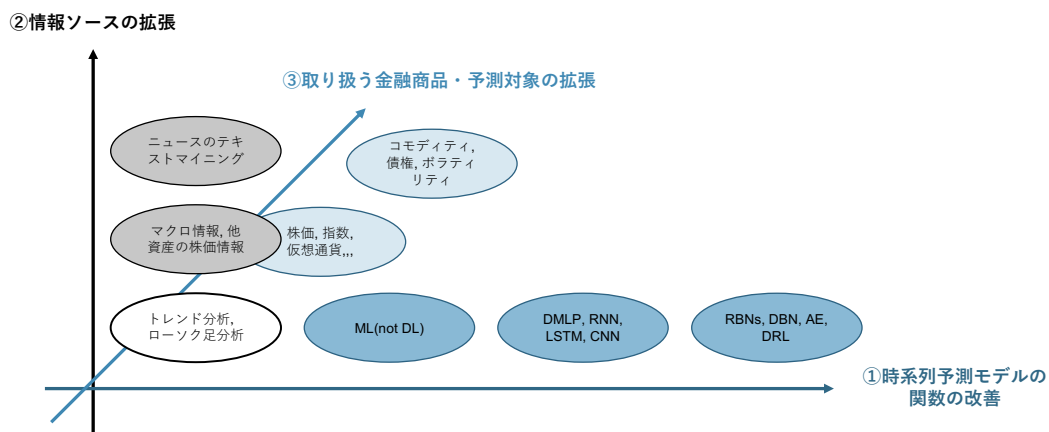 ②情報ソースの拡張
③取り扱う金融商品・予測対象の拡張
ニュースのテキ
ストマイニング
コモディティ,
債権, ボラティ
リティ
マクロ情報, 他
資産の株価情報
株価, 指数,
仮想通貨,,,
トレンド分析,
ローソク足分析
ML(not DL)
DMLP, RNN,
LSTM, CNN
RBNs, DBN, AE,
DRL
①時系列予測モデルの
関数の改善